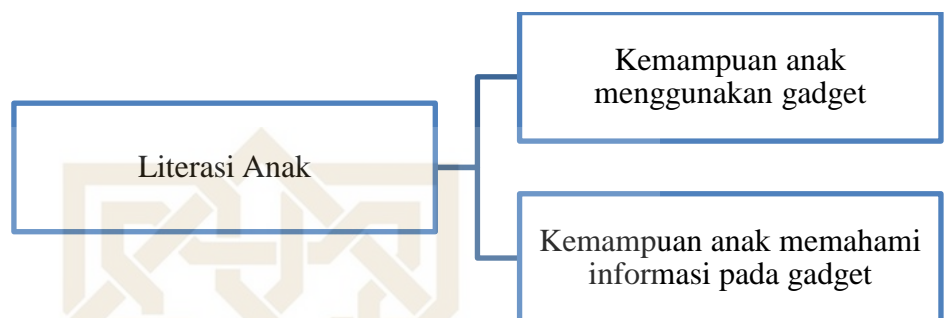 Kemampuan anak
menggunakan gadget
Literasi Anak
Kemampuan anak memahami
informasi pada gadget